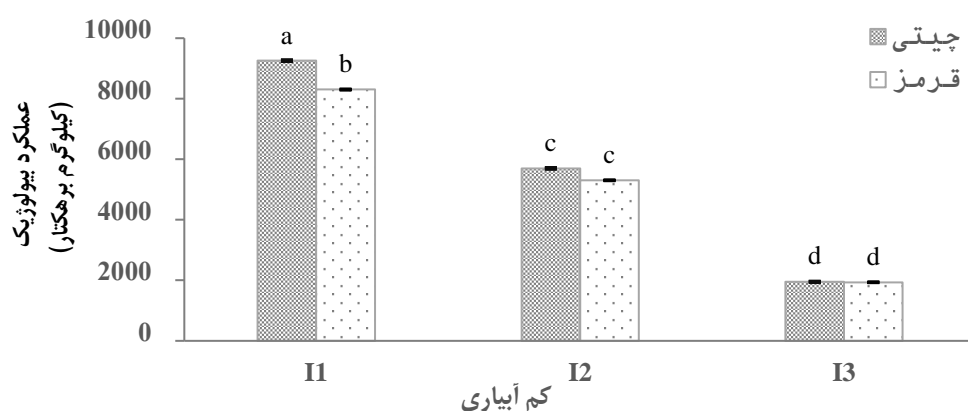 عملکرد بیولوژیک
(کیلوگرم برهکتار)
10000
8000
6000
4000
2000
0
a
b
c
c
d
d
چیتی
قرمز
I1
I2
I3
کم آبیاری